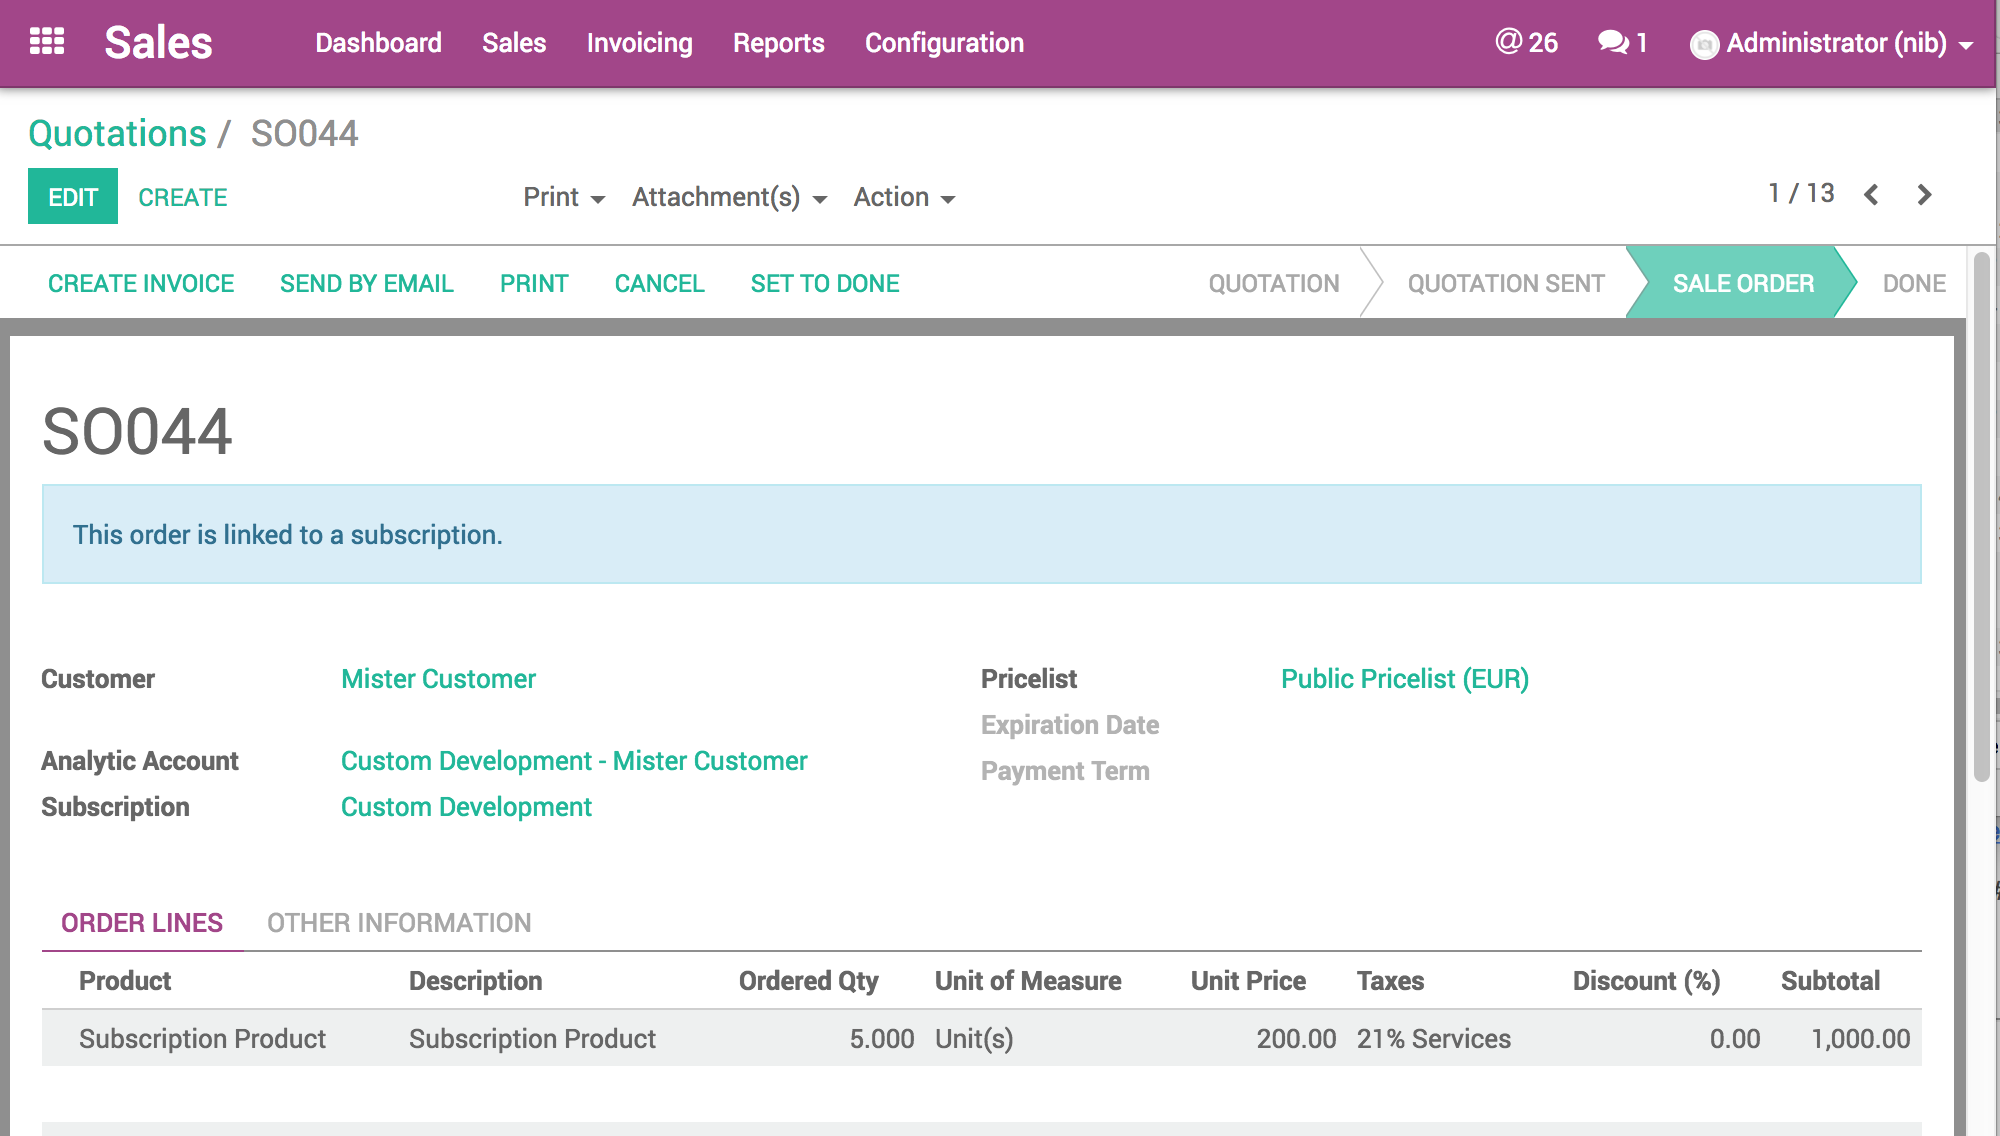 Sales Dashboard Sales Invoicing Reports Configuration @ 26 1 Administrator (nib)
Quotations / SO044
EDIT CREATE Print Attachment(s) Action 1 / 13
CREATE INVOICE SEND BY EMAIL PRINT CANCEL SET TO DONE QUOTATION QUOTATION SENT SALE ORDER DONE
SO044
This order is linked to a subscription.
Customer Mister Customer Pricelist Public Pricelist (EUR)
Expiration Date
Analytic Account Custom Development - Mister Customer
Payment Term
Subscription Custom Development
ORDER LINES OTHER INFORMATION
Product Description Ordered Qty Unit of Measure Unit Price Taxes Discount (%) Subtotal
Subscription Product Subscription Product 5.000 Unit(s) 200.00 21% Services 0.00 1,000.00